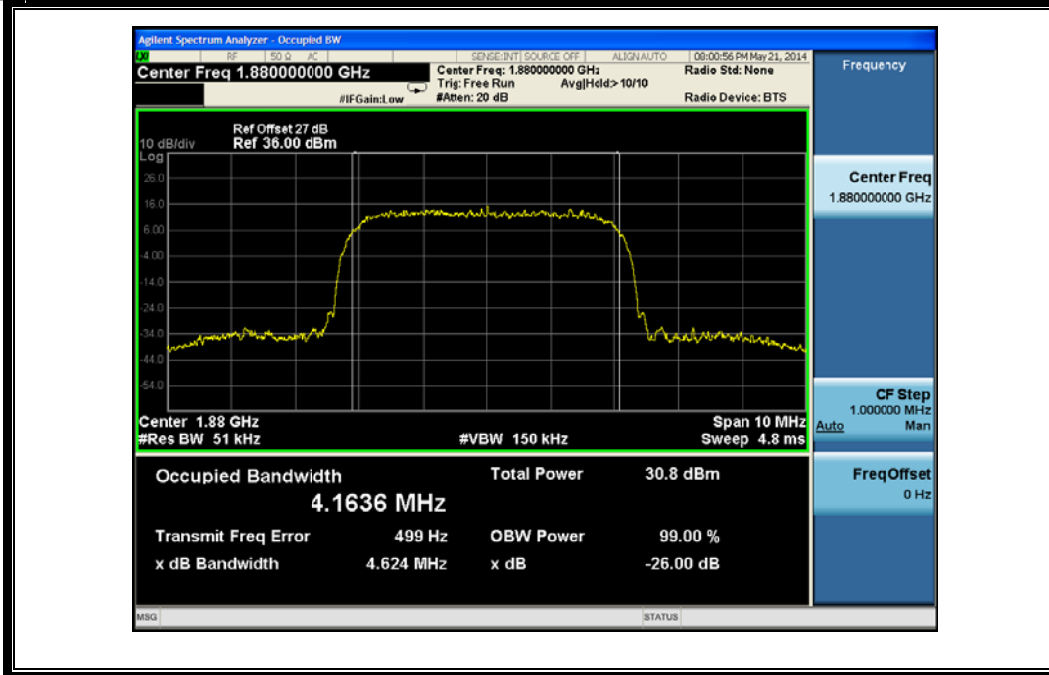 Agilent Spectrum Analyzer - Occupied BW
LXI RF 50 Ω AC SENSE:INT SOURCE OFF ALIGN AUTO 08:00:56 PM May 21, 2014
Center Freq 1.880000000 GHz
Center Freq: 1.880000000 GHz
Radio Std: None
Trig: Free Run Avg|Hold:> 10/10
#IFGain:Low
#Atten: 20 dB
Radio Device: BTS
Ref Offset 27 dB
10 dB/div Ref 36.00 dBm
Log
26.0
16.0
6.00
-4.00
-14.0
-24.0
-34.0
-44.0
-54.0
Center 1.88 GHz Span 10 MHz
#Res BW 51 kHz #VBW 150 kHz Sweep 4.8 ms
Occupied Bandwidth Total Power 30.8 dBm
4.1636 MHz
Transmit Freq Error 499 Hz OBW Power 99.00 %
x dB Bandwidth 4.624 MHz x dB -26.00 dB
MSG STATUS
Frequency
Center Freq
1.880000000 GHz
CF Step
1.000000 MHz
Auto Man
Freq Offset
0 Hz